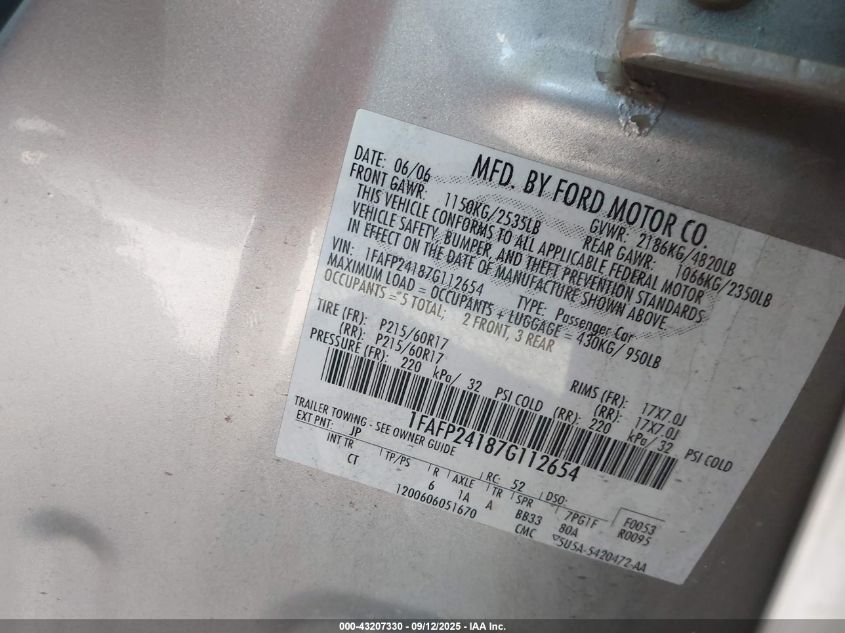 MFD. BY FORD MOTOR CO.
DATE: 06/06 GVWR: 2186KG/4820LB
FRONT GAWR: 1150KG/2535LB REAR GAWR: 1066KG/2350LB
THIS VEHICLE CONFORMS TO ALL APPLICABLE FEDERAL MOTOR
VEHICLE SAFETY, BUMPER, AND THEFT PREVENTION STANDARDS
IN EFFECT ON THE DATE OF MANUFACTURE SHOWN ABOVE.
VIN: 1FAFP24187G112654 TYPE: Passenger Car
MAXIMUM LOAD = OCCUPANTS + LUGGAGE = 430KG/950LB
OCCUPANTS = 5 TOTAL; 2 FRONT, 3 REAR
TIRE (FR): P215/60R17 RIMS (FR): 17X7.0J
(RR): P215/60R17 (RR): 17X7.0J
PRESSURE (FR): 220 kPa/ 32 PSI COLD (RR): 220 kPa/ 32 PSI COLD
1FAFP24187G112654
TRAILER TOWING - SEE OWNER GUIDE
EXT PNT: JP RC: 52 DSO: F0053
INT TR TP/PS R AXLE TR SPR 7PG1F R0095
CT 6 1A A BB33 80A
1200606051670 CMC 5U5A-5420472-AA
000-43207330 - 09/12/2025 - IAA Inc.